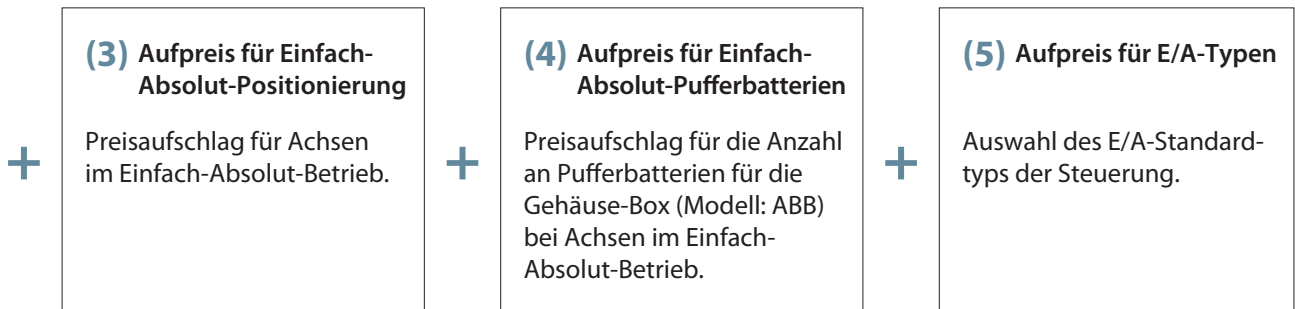 +
(3) Aufpreis für Einfach-
Absolut-Positionierung
Preisaufschlag für Achsen
im Einfach-Absolut-Betrieb.
+
(4) Aufpreis für Einfach-
Absolut-Pufferbatterien
Preisaufschlag für die Anzahl
an Pufferbatterien für die
Gehäuse-Box (Modell: ABB)
bei Achsen im Einfach-
Absolut-Betrieb.
+
(5) Aufpreis für E/A-Typen
Auswahl des E/A-Standard-
typs der Steuerung.